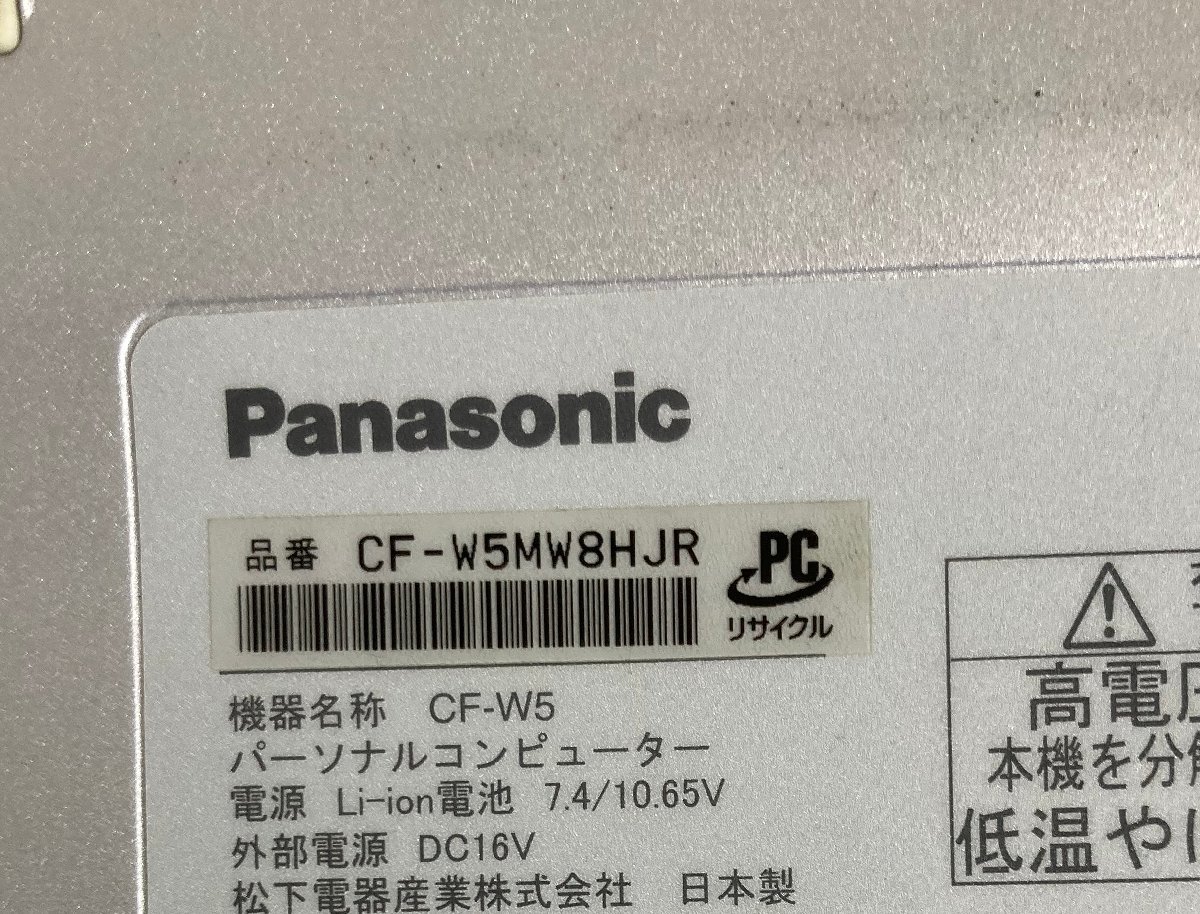 Panasonic
品番 CF-W5MW8HJR
PC
リサイクル
機器名称 CF-W5
パーソナルコンピューター
電源 Li-ion電池 7.4/10.65V
外部電源 DC16V
松下電器産業株式会社 日本製
高電
本機を分解
低温や